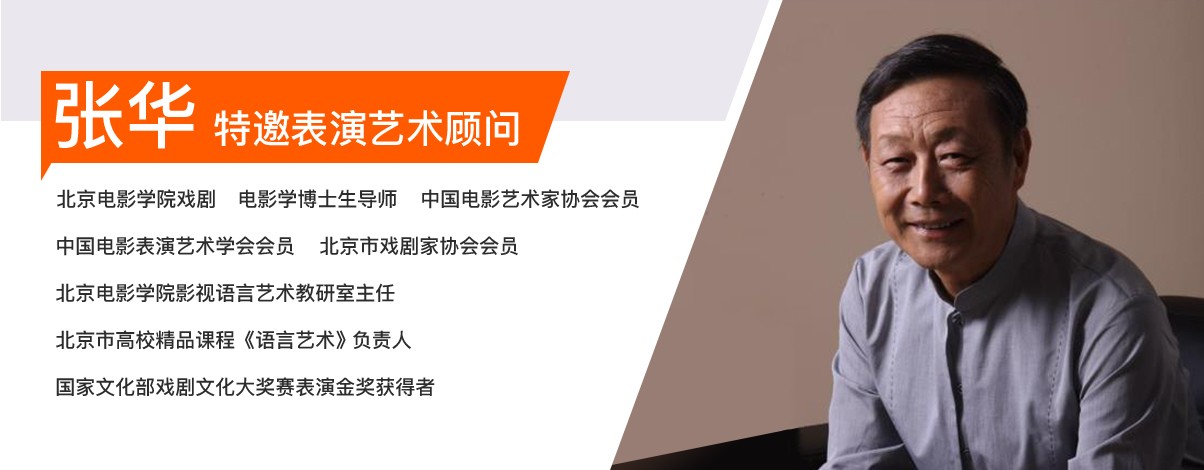 张华 特邀表演艺术顾问
北京电影学院戏剧 电影学博士生导师 中国电影艺术家协会会员
中国电影表演艺术学会会员 北京市戏剧家协会会员
北京电影学院影视语言艺术教研室主任
北京市高校精品课程《语言艺术》负责人
国家文化部戏剧文化大奖赛表演金奖获得者